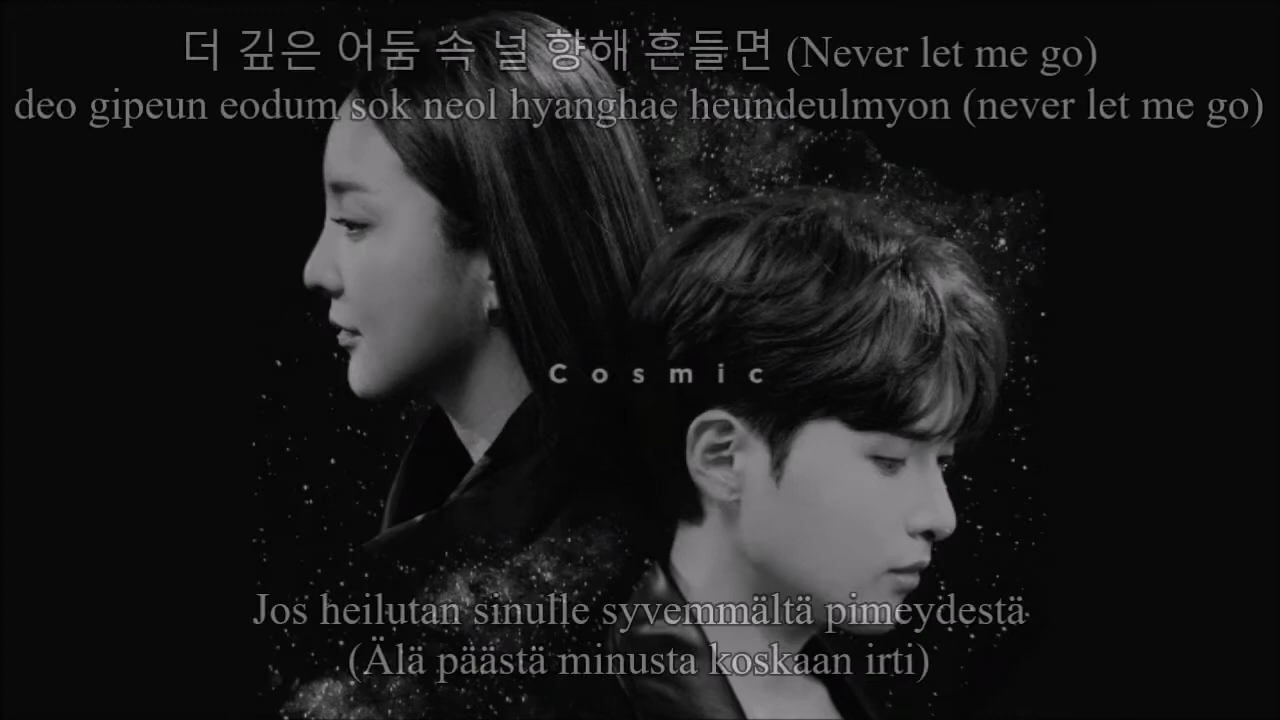 더 깊은 어둠 속 널 향해 흔들면 (Never let me go)
deo gipeun eodum sok neol hyanghae heundeulmyon (never let me go)
Cosmic
Jos heilutan sinulle syvemmältä pimeydestä
(Älä päästä minusta koskaan irti)